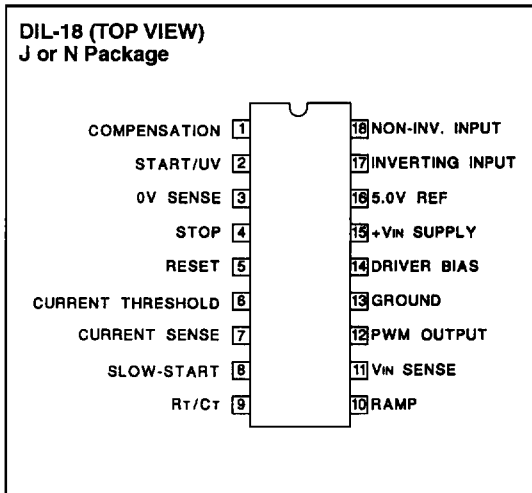 DIL-18 (TOP VIEW)
J or N Package
COMPENSATION 1 18 NON-INV. INPUT
START/UV 2 17 INVERTING INPUT
0V SENSE 3 16 5.0V REF
STOP 4 15 +VIN SUPPLY
RESET 5 14 DRIVER BIAS
CURRENT THRESHOLD 6 13 GROUND
CURRENT SENSE 7 12 PWM OUTPUT
SLOW-START 8 11 VIN SENSE
RT/CT 9 10 RAMP